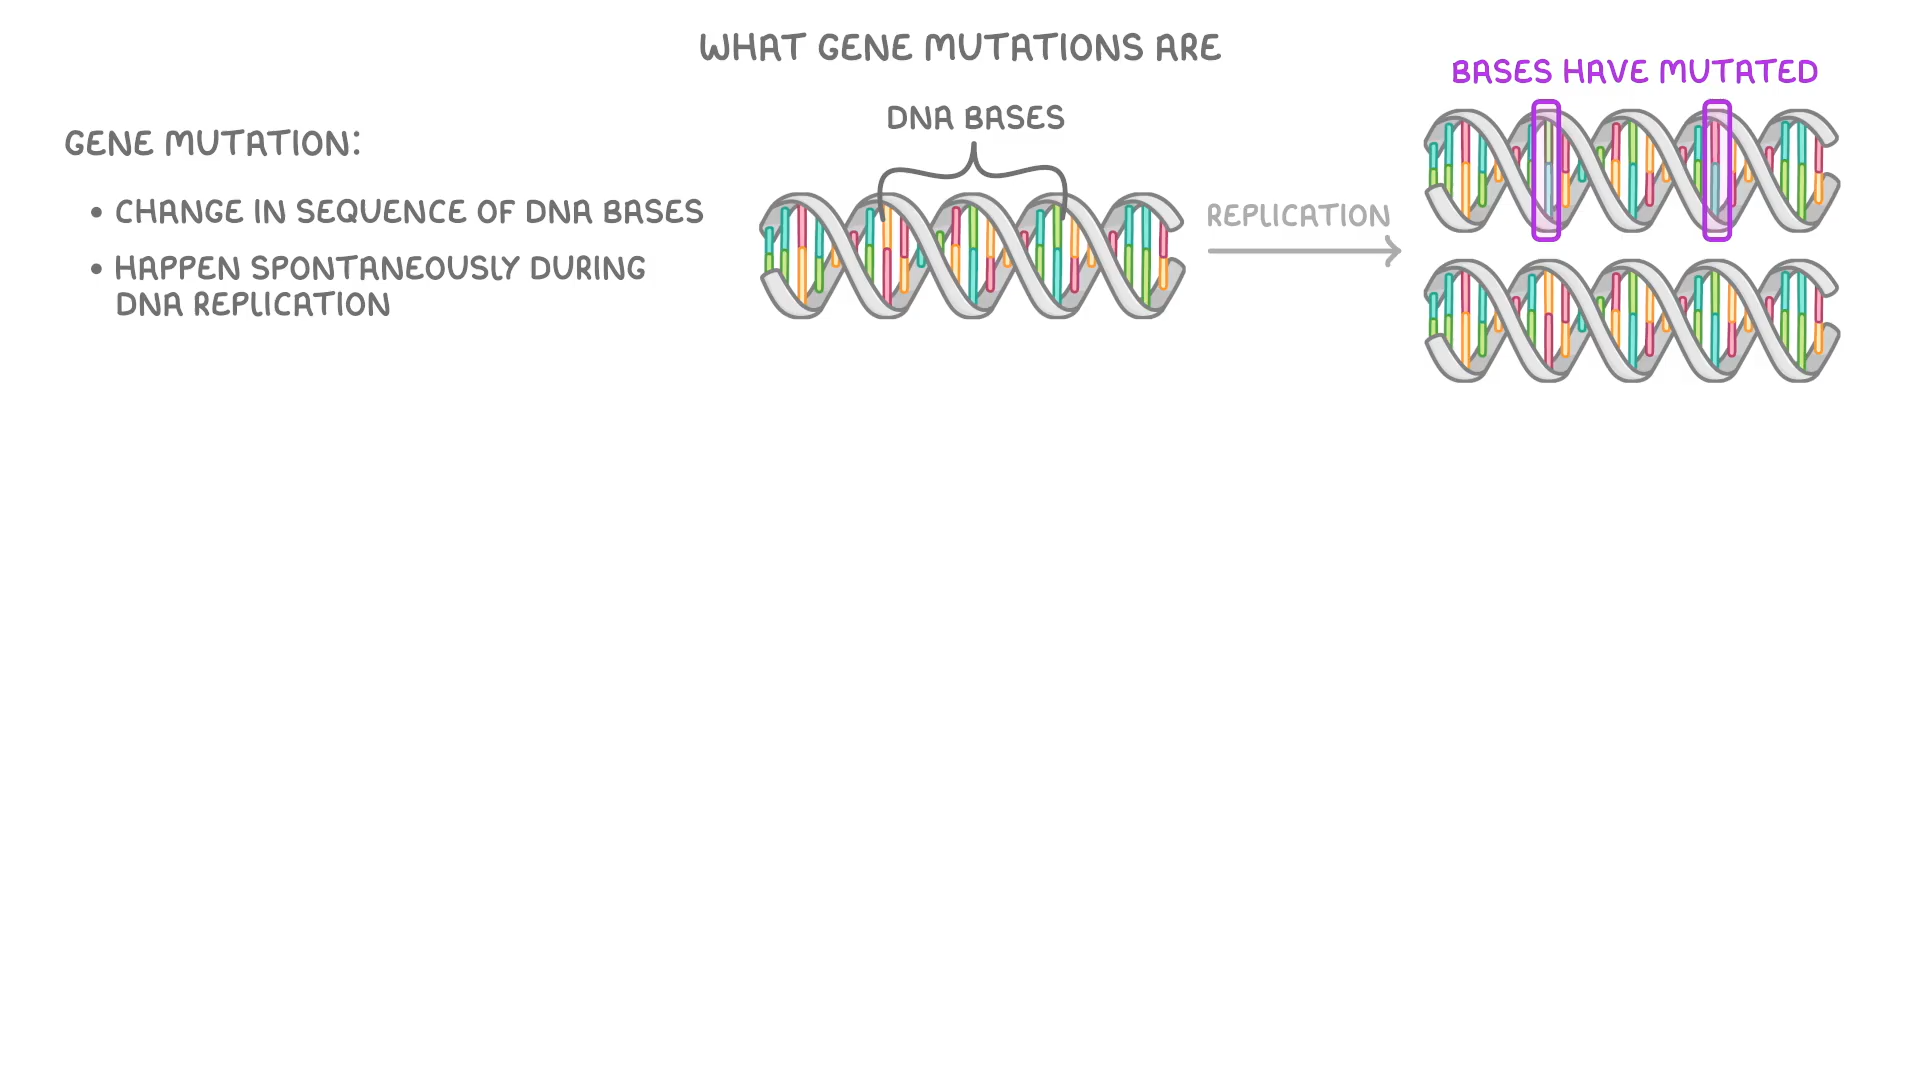 WHAT GENE MUTATIONS ARE
GENE MUTATION:
• CHANGE IN SEQUENCE OF DNA BASES
• HAPPEN SPONTANEOUSLY DURING
DNA REPLICATION
DNA BASES
REPLICATION
BASES HAVE MUTATED